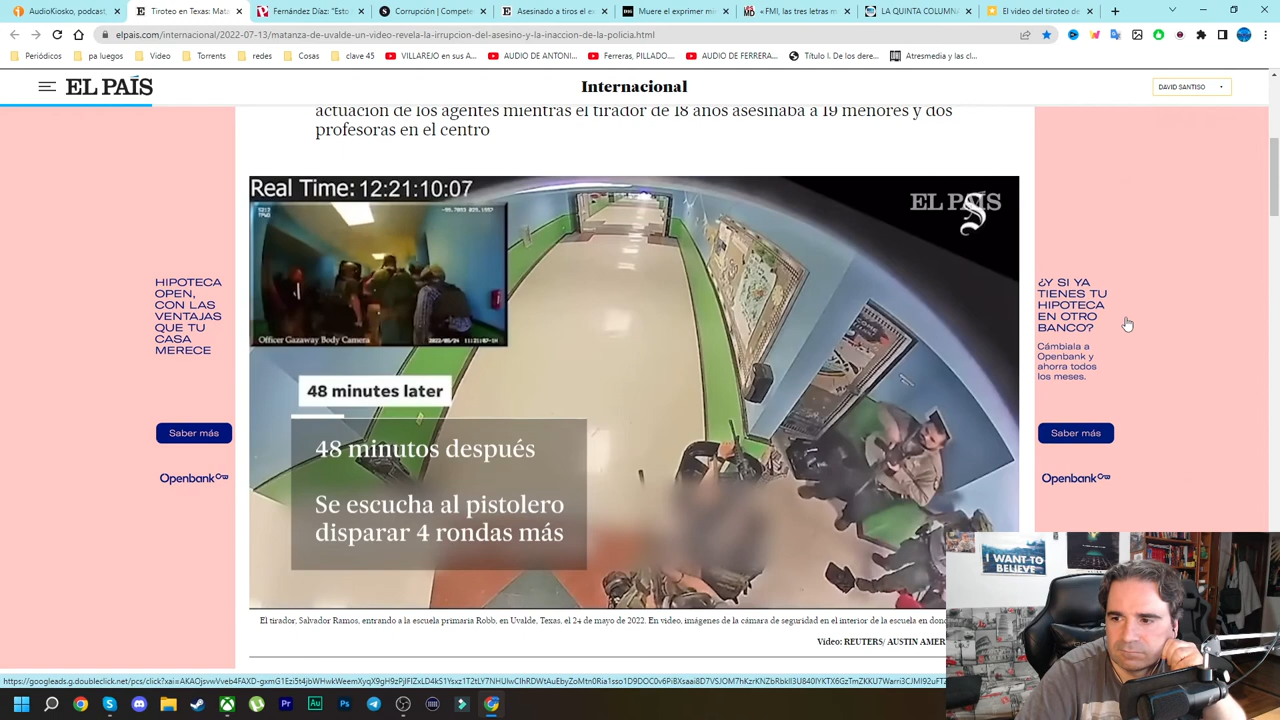 AudioKiosko, podcast,
Tiroteo en Texas: Mata
Fernández Díaz: "Esto
Corrupción | Compete
Asesinado a tiros el ex
Muere el exprimer mi
«FMI, las tres letras m
LA QUINTA COLUMNA
El video del tiroteo de
elpais.com/internacional/2022-07-13/matanza-de-uvalde-un-video-revela-la-irrupcion-del-asesino-y-la-inaccion-de-la-policia.html
Periódicos
pa luegos
Vídeo
Torrents
redes
Cosas
clave 45
VILLAREJO en sus A...
AUDIO DE ANTONI...
Ferreras, PILLADO....
AUDIO DE FERRERA...
Título I. De los dere...
Atresmedia y las cl...
EL PAÍS
Internacional
DAVID SANTISO
actuación de los agentes mientras el tirador de 18 años asesinaba a 19 menores y dos
profesoras en el centro
Real Time: 12:21:10:07
EL PAÍS
Officer Gazaway Body Camera
48 minutes later
48 minutos después
Se escucha al pistolero
disparar 4 rondas más
HIPOTECA
OPEN,
CON LAS
VENTAJAS
QUE TU
CASA
MERECE
Saber más
Openbank
¿Y SI YA
TIENES TU
HIPOTECA
EN OTRO
BANCO?
Cámbiala a
Openbank y
ahorra todos
los meses.
Saber más
Openbank
El tirador, Salvador Ramos, entrando a la escuela primaria Robb, en Uvalde, Texas, el 24 de mayo de 2022. En vídeo, imágenes de la cámara de seguridad en el interior de la escuela en
Vídeo: REUTERS/ AUSTIN AMER
I WANT TO
BELIEVE